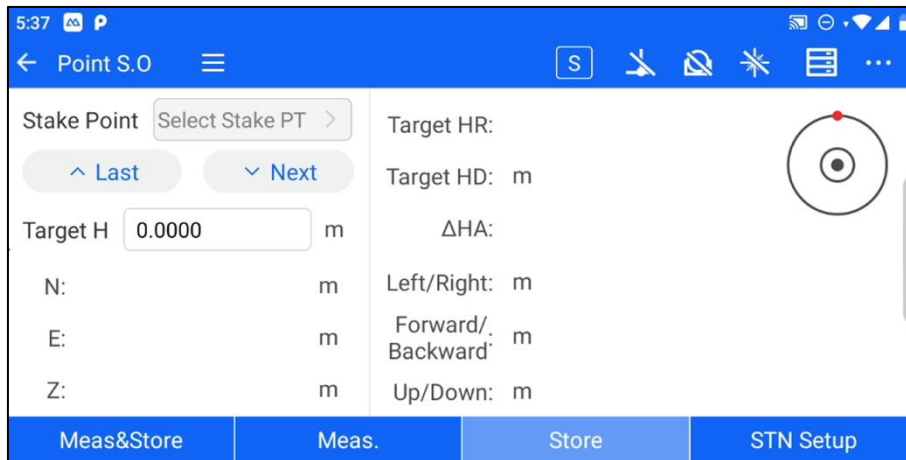 5:37 P
Point S.O S
Stake Point Select Stake PT >
Last Next
Target H 0.0000 m
N: m
E: m
Z: m
Target HR:
Target HD: m
ΔHA:
Left/Right: m
Forward/
Backward: m
Up/Down: m
Meas&Store Meas. Store STN Setup